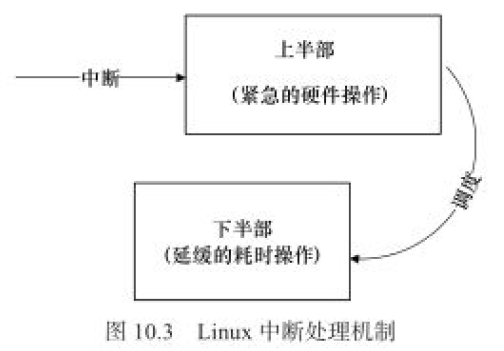 上半部
中断
(紧急的硬件操作)
调度
下半部
(延缓的耗时操作)
图 10.3 Linux 中断处理机制